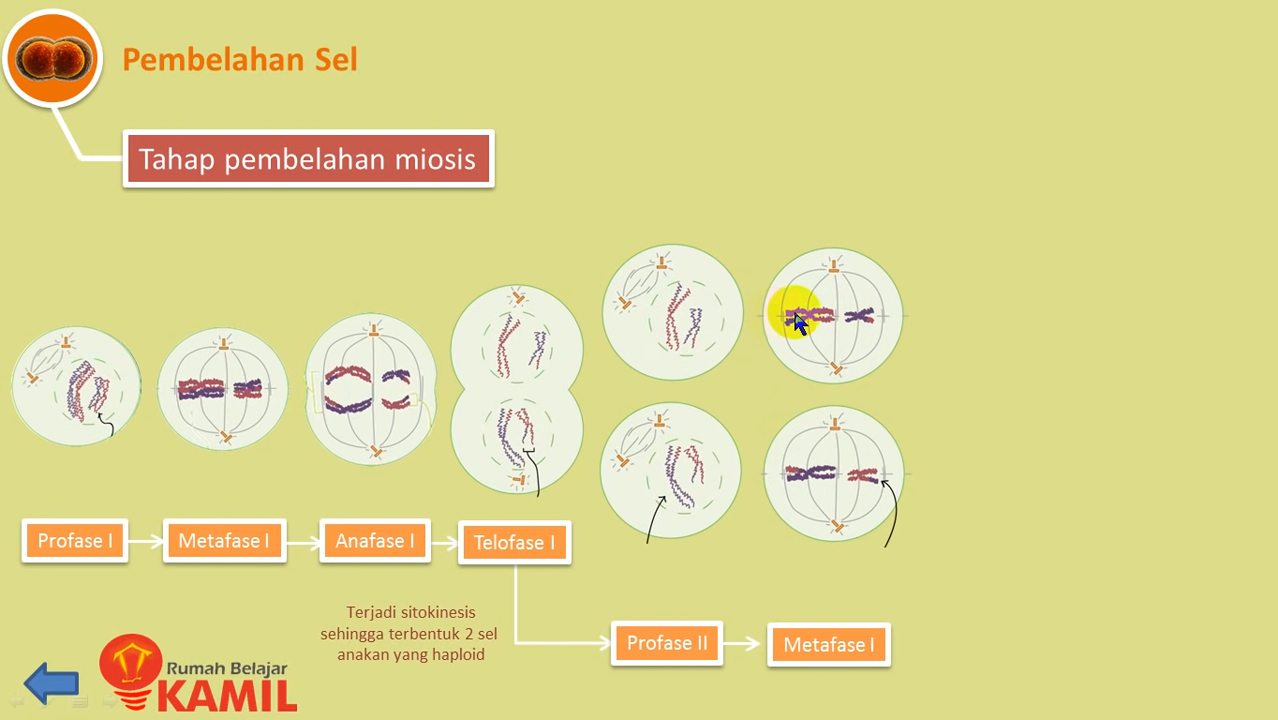 Pembelahan Sel
Tahap pembelahan miosis
Profase I
Metafase I
Anafase I
Telofase I
Terjadi sitokinesis
sehingga terbentuk 2 sel
anakan yang haploid
Profase II
Metafase I
Rumah Belajar
KAMIL